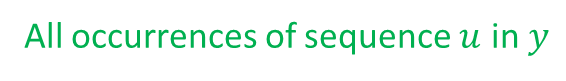 All occurrences of sequence 𝑢 in 𝑦